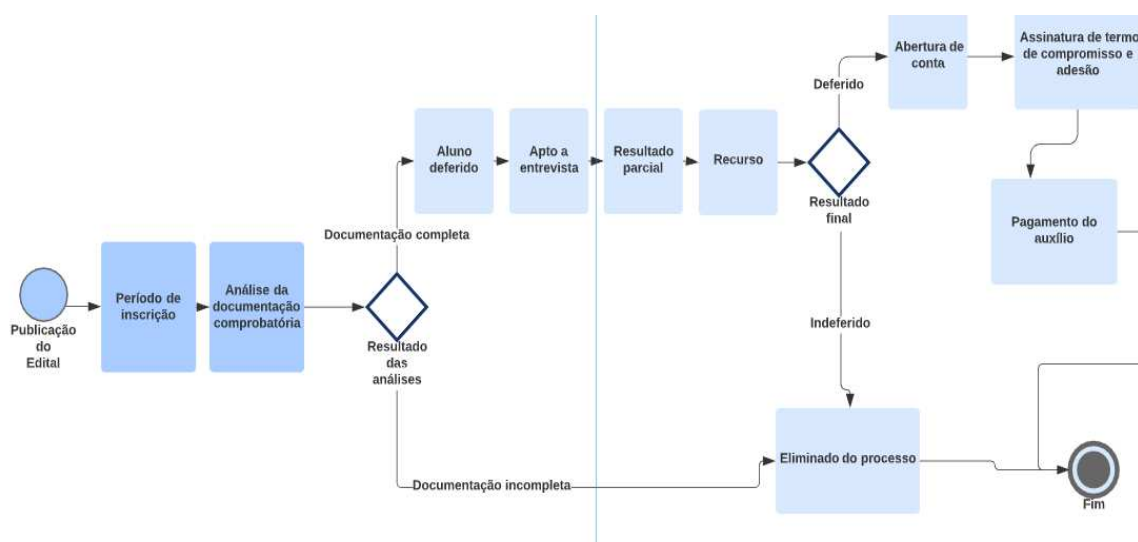 Publicação
do
Edital
Período de
inscrição
Análise da
documentação
comprobatória
Documentação completa
Resultado
das
análises
Documentação incompleta
Aluno
deferido
Apto a
entrevista
Resultado
parcial
Recurso
Deferido
Resultado
final
Indeferido
Abertura de
conta
Assinatura de termo
de compromisso e
adesão
Pagamento do
auxílio
Eliminado do processo
Fim